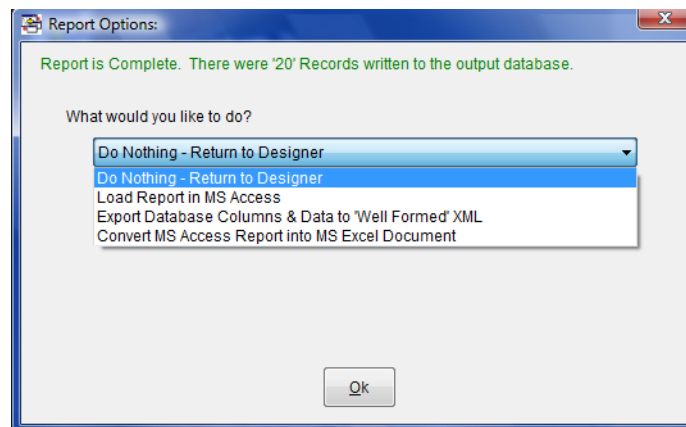 Report Options:
Report is Complete. There were '20' Records written to the output database.
What would you like to do?
Do Nothing - Return to Designer
Do Nothing - Return to Designer
Load Report in MS Access
Export Database Columns & Data to 'Well Formed' XML
Convert MS Access Report into MS Excel Document
Ok